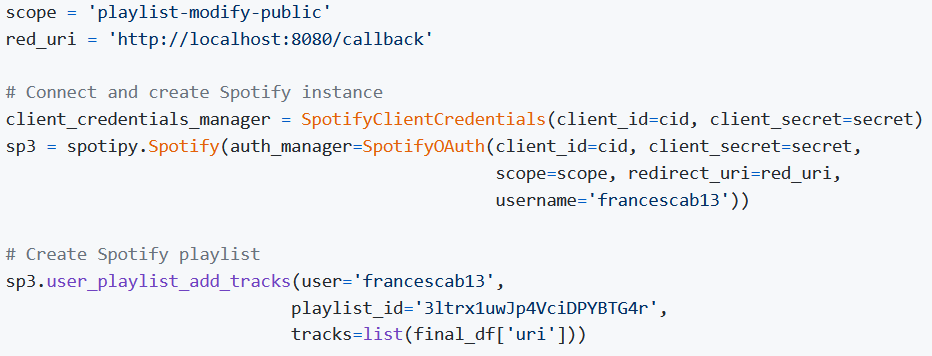 scope = 'playlist-modify-public'
red_uri = 'http://localhost:8080/callback'
# Connect and create Spotify instance
client_credentials_manager = SpotifyClientCredentials(client_id=cid, client_secret=secret)
sp3 = spotipy.Spotify(auth_manager=SpotifyOAuth(client_id=cid, client_secret=secret,
scope=scope, redirect_uri=red_uri,
username='francescab13'))
# Create Spotify playlist
sp3.user_playlist_add_tracks(user='francescab13',
playlist_id='3ltrx1uwJp4VciDPYBTG4r',
tracks=list(final_df['uri']))